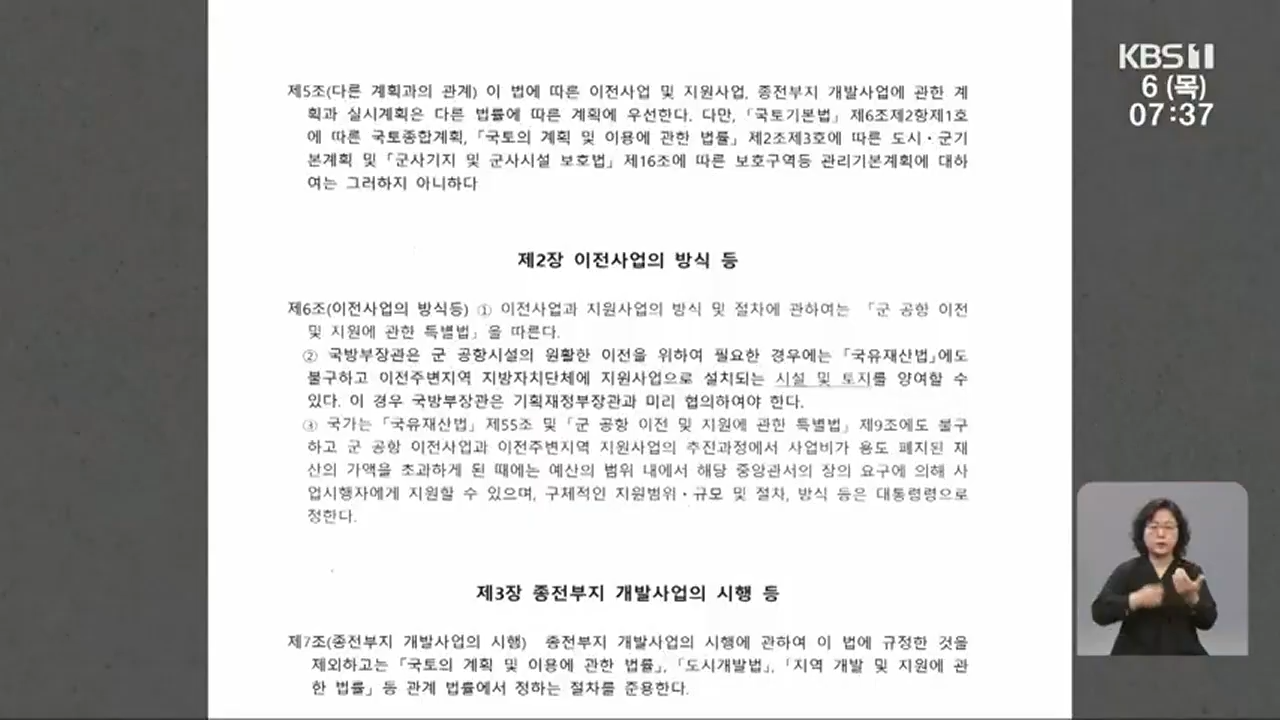 KBS 1
6 (목)
07:37
제5조(다른 계획과의 관계) 이 법에 따른 이전사업 및 지원사업, 종전부지 개발사업에 관한 계
획과 실시계획은 다른 법률에 따른 계획에 우선한다. 다만, 「국토기본법」 제6조제2항제1호
에 따른 국토종합계획, 「국토의 계획 및 이용에 관한 법률」 제2조제3호에 따른 도시·군기
본계획 및 「군사기지 및 군사시설 보호법」 제16조에 따른 보호구역등 관리기본계획에 대하
여는 그러하지 아니하다
제2장 이전사업의 방식 등
제6조(이전사업의 방식등) ① 이전사업과 지원사업의 방식 및 절차에 관하여는 「군 공항 이전
및 지원에 관한 특별법」을 따른다.
② 국방부장관은 군 공항시설의 원활한 이전을 위하여 필요한 경우에는 「국유재산법」에도
불구하고 이전주변지역 지방자치단체에 지원사업으로 설치되는 시설 및 토지를 양여할 수
있다. 이 경우 국방부장관은 기획재정부장관과 미리 협의하여야 한다.
③ 국가는 「국유재산법」 제55조 및 「군 공항 이전 및 지원에 관한 특별법」 제9조에도 불구
하고 군 공항 이전사업과 이전주변지역 지원사업의 추진과정에서 사업비가 용도 폐지된 재
산의 가액을 초과하게 된 때에는 예산의 범위 내에서 해당 중앙관서의 장의 요구에 의해 사
업시행자에게 지원할 수 있으며, 구체적인 지원범위·규모 및 절차, 방식 등은 대통령령으로
정한다.
제3장 종전부지 개발사업의 시행 등
제7조(종전부지 개발사업의 시행) 종전부지 개발사업의 시행에 관하여 이 법에 규정한 것을
제외하고는 「국토의 계획 및 이용에 관한 법률」, 「도시개발법」, 「지역 개발 및 지원에 관
한 법률」 등 관계 법률에서 정하는 절차를 준용한다.